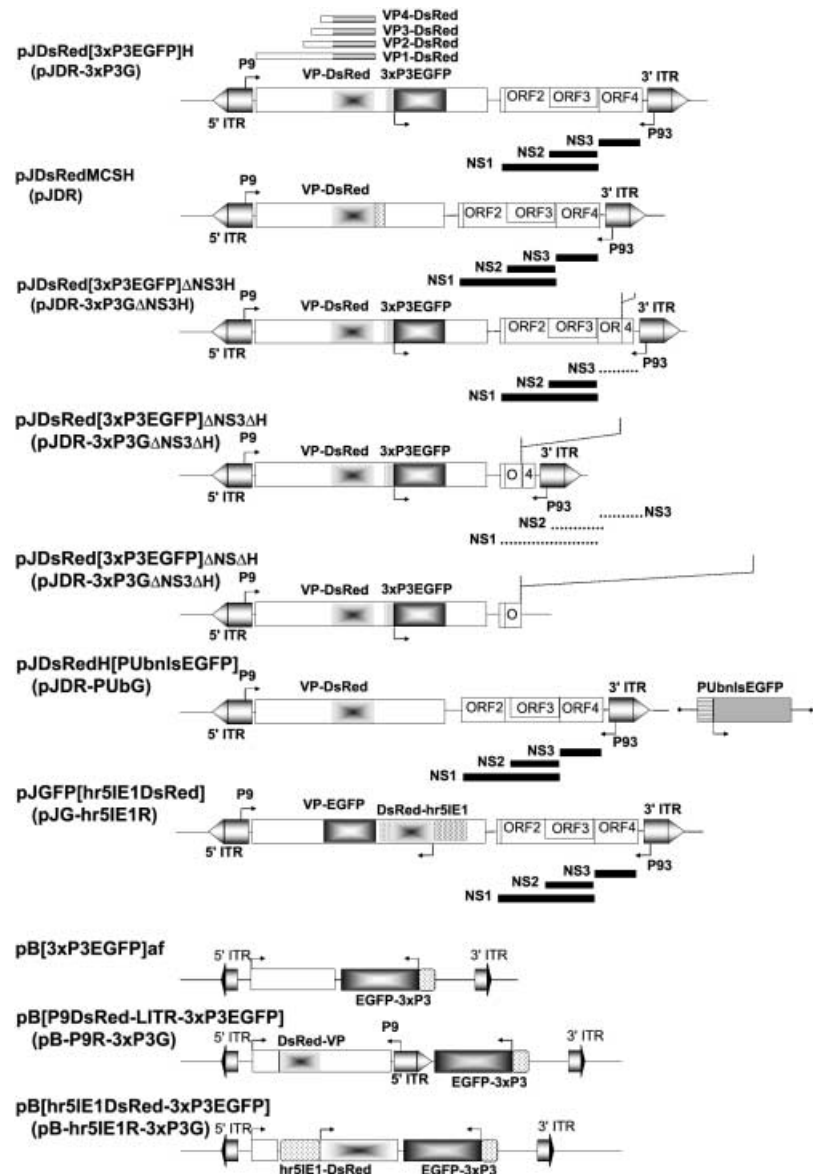 VP4-DsRed
VP3-DsRed
VP2-DsRed
VP1-DsRed
pJDsRed[3xP3EGFP]H
(pJDR-3xP3G)
P9
VP-DsRed 3xP3EGFP
3' ITR
ORF2 ORF3 ORF4
5' ITR
P93
NS3
NS2
NS1
pJDsRedMCSH
(pJDR)
P9
VP-DsRed
3' ITR
ORF2 ORF3 ORF4
5' ITR
P93
NS3
NS2
NS1
pJDsRed[3xP3EGFP]ΔNS3H
(pJDR-3xP3GΔNS3H)
P9
VP-DsRed 3xP3EGFP
3' ITR
ORF2 ORF3 OR 4
5' ITR
P93
NS3
NS2
NS1
pJDsRed[3xP3EGFP]ΔNS3ΔH
(pJDR-3xP3GΔNS3ΔH)
P9
VP-DsRed 3xP3EGFP
3' ITR
O 4
5' ITR
P93
NS3
NS2
NS1
pJDsRed[3xP3EGFP]ΔNSΔH
(pJDR-3xP3GΔNS3ΔH)
P9
VP-DsRed 3xP3EGFP
O
5' ITR
pJDsRedH[PUbnlsEGFP]
(pJDR-PUbG)
P9
VP-DsRed
3' ITR
PUbnlsEGFP
ORF2 ORF3 ORF4
5' ITR
P93
NS3
NS2
NS1
pJGFP[hr5IE1DsRed]
(pJG-hr5IE1R)
P9
VP-EGFP
DsRed-hr5IE1
3' ITR
ORF2 ORF3 ORF4
5' ITR
P93
NS3
NS2
NS1
pB[3xP3EGFP]af
5' ITR
3' ITR
EGFP-3xP3
pB[P9DsRed-LITR-3xP3EGFP]
(pB-P9R-3xP3G)
5' ITR
DsRed-VP
P9
3' ITR
5' ITR
EGFP-3xP3
pB[hr5IE1DsRed-3xP3EGFP]
(pB-hr5IE1R-3xP3G)
5' ITR
3' ITR
hr5IE1-DsRed
EGFP-3xP3